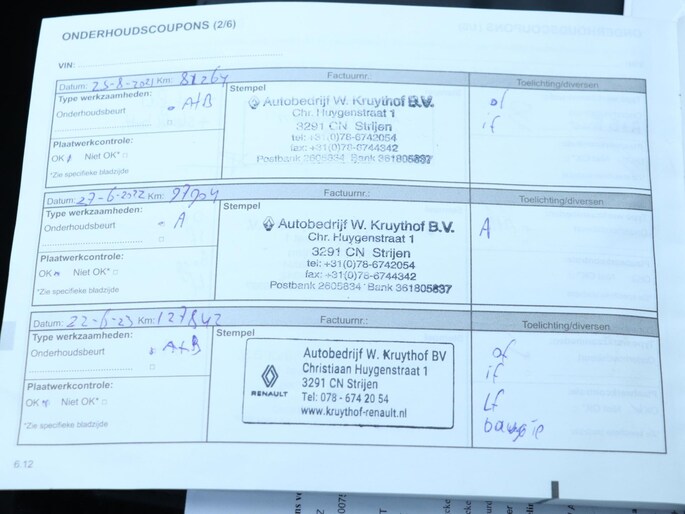 ONDERHOUDSCOUPONS (2/6)
VIN:
Datum: 25-8-2021 Km: 81264 Factuurnr.: Toelichting/diversen
Type werkzaamheden:
Onderhoudsbeurt A+B
Plaatwerkcontrole:
OK Niet OK*
*Zie specifieke bladzijde
Stempel
Autobedrijf W. Kruythof B.V.
Chr. Huygenstraat 1
3291 CN Strijen
tel: +31(0)78-6742054
fax: +31(0)78-6744342
Postbank 2605834 Bank 361805837
of
if
Datum: 27-6-2022 Km: Factuurnr.: Toelichting/diversen
Type werkzaamheden:
Onderhoudsbeurt A
Plaatwerkcontrole:
OK Niet OK*
*Zie specifieke bladzijde
Stempel
Autobedrijf W. Kruythof B.V.
Chr. Huygenstraat 1
3291 CN Strijen
tel: +31(0)78-6742054
fax: +31(0)78-6744342
Postbank 2605834 Bank 361805837
A
Datum: 22-6-23 Km: 127842 Factuurnr.: Toelichting/diversen
Type werkzaamheden:
Onderhoudsbeurt A+B
Plaatwerkcontrole:
OK Niet OK*
*Zie specifieke bladzijde
Stempel
RENAULT
Autobedrijf W. Kruythof BV
Christiaan Huygenstraat 1
3291 CN Strijen
Tel: 078 - 674 20 54
www.kruythof-renault.nl
of
if
Lf
bougie
6.12